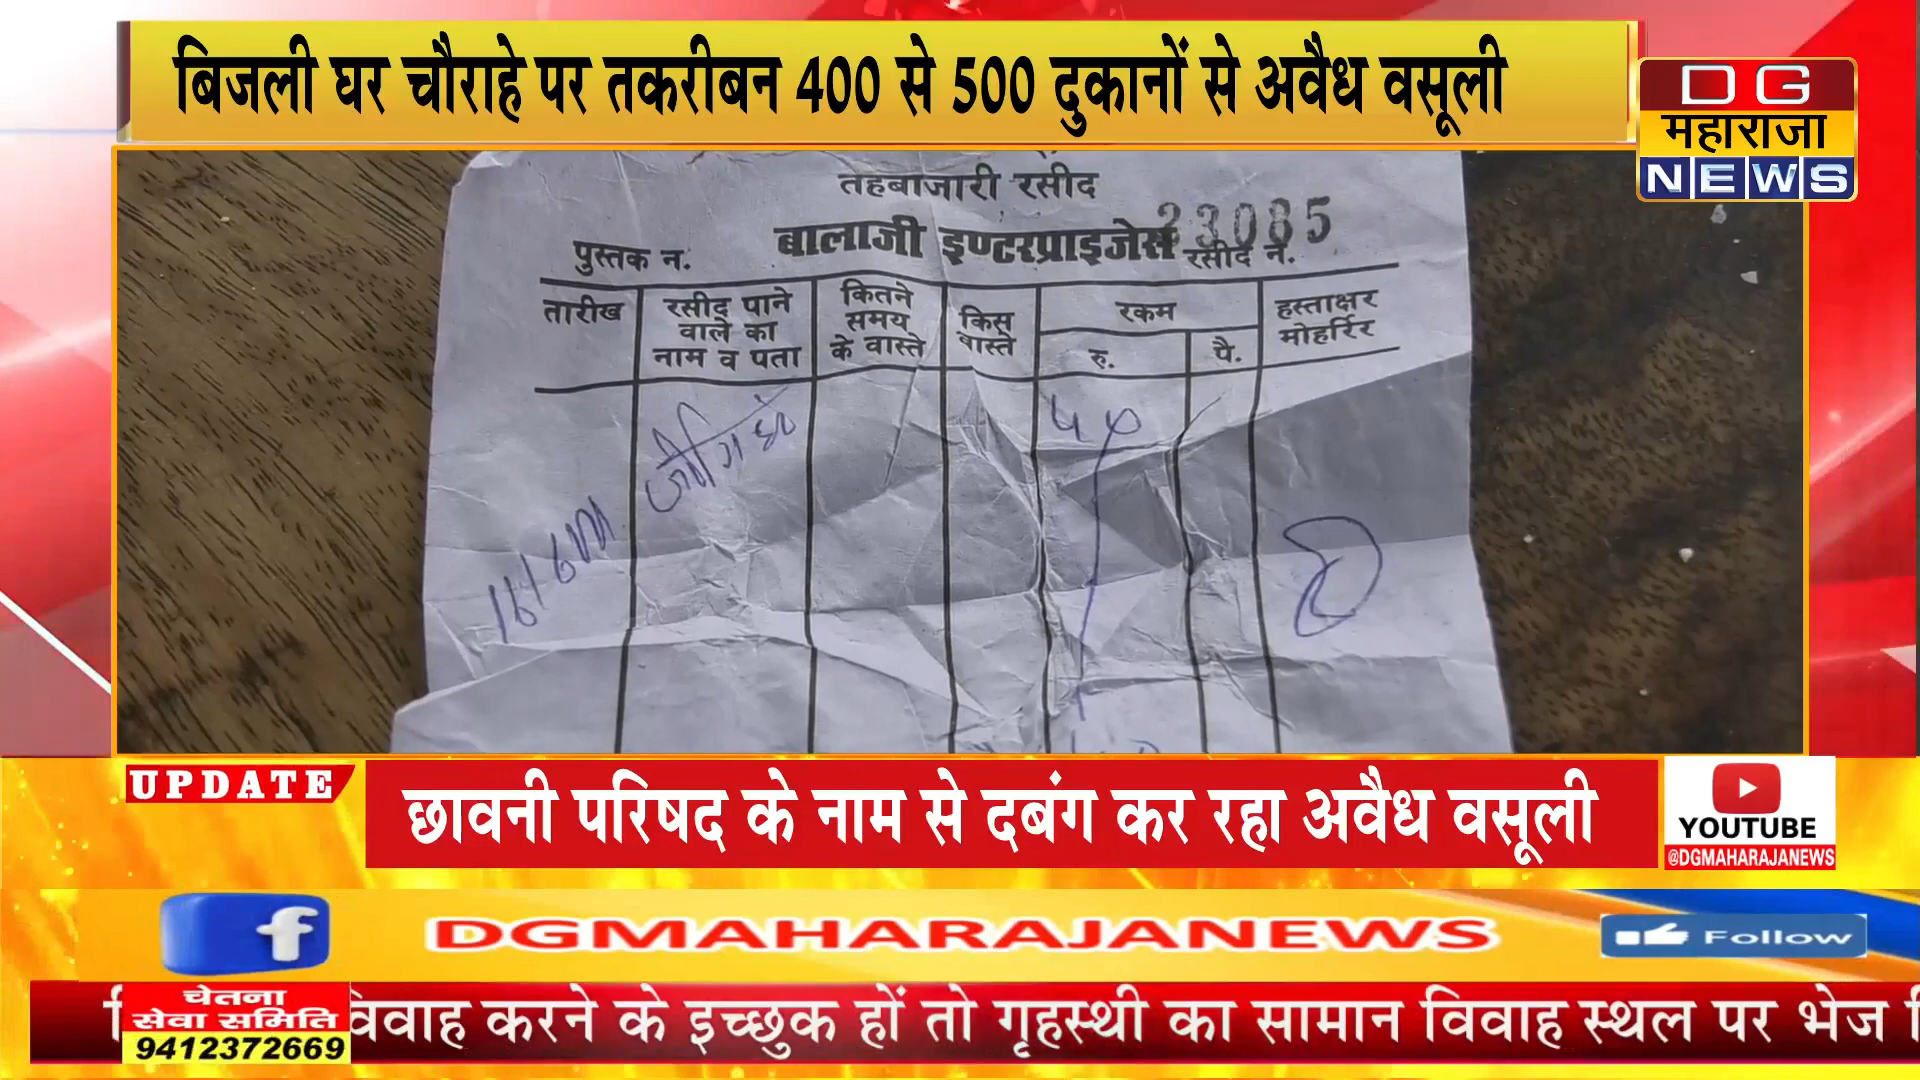 बिजली घर चौराहे पर तकरीबन 400 से 500 दुकानों से अवैध वसूली
DG
महाराजा
NEWS
तहबाजारी रसीद
बालाजी इण्टरप्राइजेस
33085
पुस्तक न.
रसीद न.
तारीख
रसीद पाने
वाले का
नाम व पता
कितने
समय
के वास्ते
किस
वास्ते
रकम
रु.
पै.
हस्ताक्षर
मोहर्रिर
UPDATE
छावनी परिषद के नाम से दबंग कर रहा अवैध वसूली
YOUTUBE
@DGMAHARAJANEWS
f
DGMAHARAJANEWS
Follow
चेतना
सेवा समिति
9412372669
विवाह करने के इच्छुक हों तो गृहस्थी का सामान विवाह स्थल पर भेज